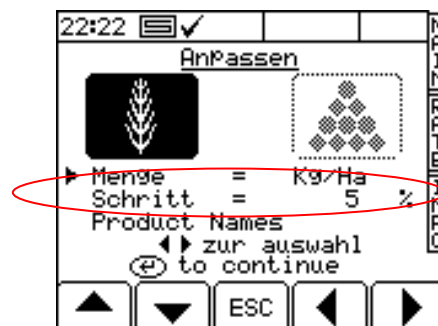 22:22
Anpassen
Menge = Kg/Ha
Schritt = 5 %
Product Names
zur auswahl
to continue
ESC